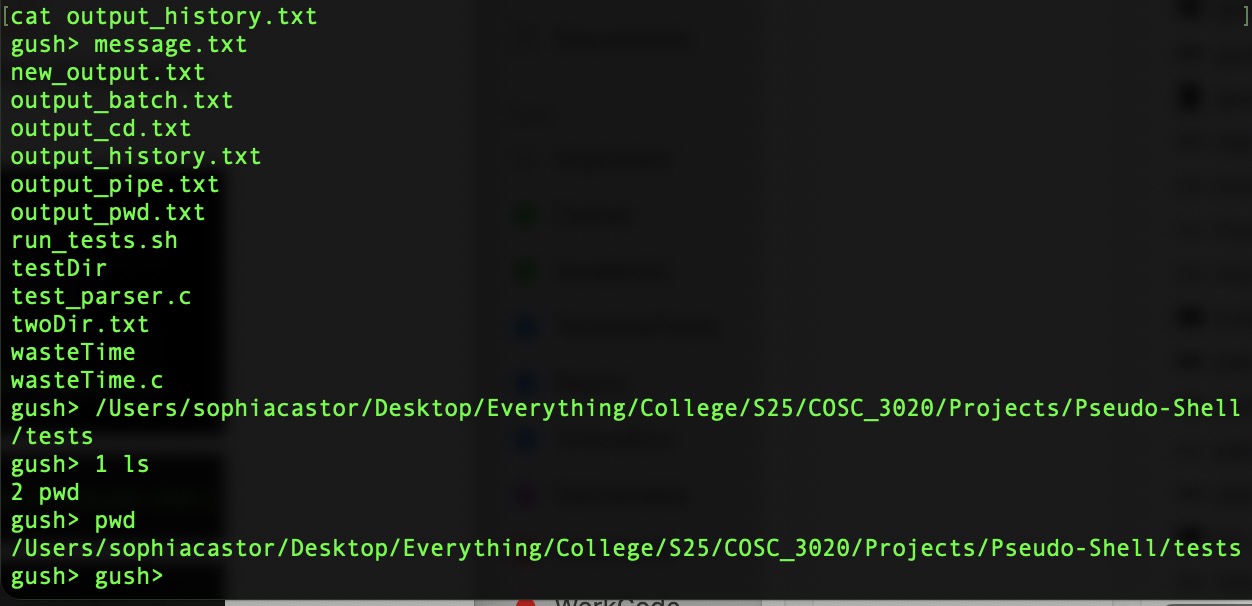 [cat output_history.txt ]
gush> message.txt
new_output.txt
output_batch.txt
output_cd.txt
output_history.txt
output_pipe.txt
output_pwd.txt
run_tests.sh
testDir
test_parser.c
twoDir.txt
wasteTime
wasteTime.c
gush> /Users/sophiacastor/Desktop/Everything/College/S25/COSC_3020/Projects/Pseudo-Shell
/tests
gush> 1 ls
2 pwd
gush> pwd
/Users/sophiacastor/Desktop/Everything/College/S25/COSC_3020/Projects/Pseudo-Shell/tests
gush> gush>
WorkCode